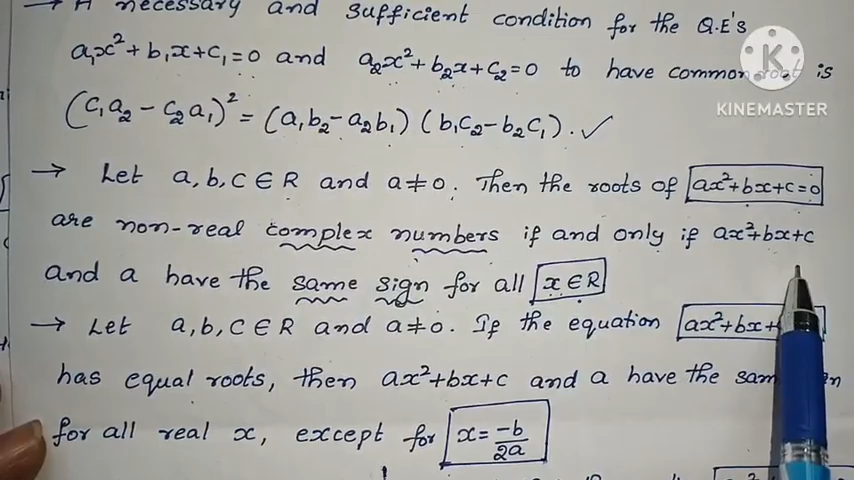 → A necessary and sufficient condition for the Q.E's
a₁x²+b₁x+c₁=0 and a₂x²+b₂x+c₂=0 to have common root is
(c₁a₂-c₂a₁)²=(a₁b₂-a₂b₁)(b₁c₂-b₂c₁).✓
→ Let a,b,c∈R and a≠0. Then the roots of ax²+bx+c=0
are non-real complex numbers if and only if ax²+bx+c
and a have the same sign for all x∈R
→ Let a,b,c∈R and a≠0. If the equation ax²+bx+
has equal roots, then ax²+bx+c and a have the
for all real x, except for x=-b/2a
KINEMASTER